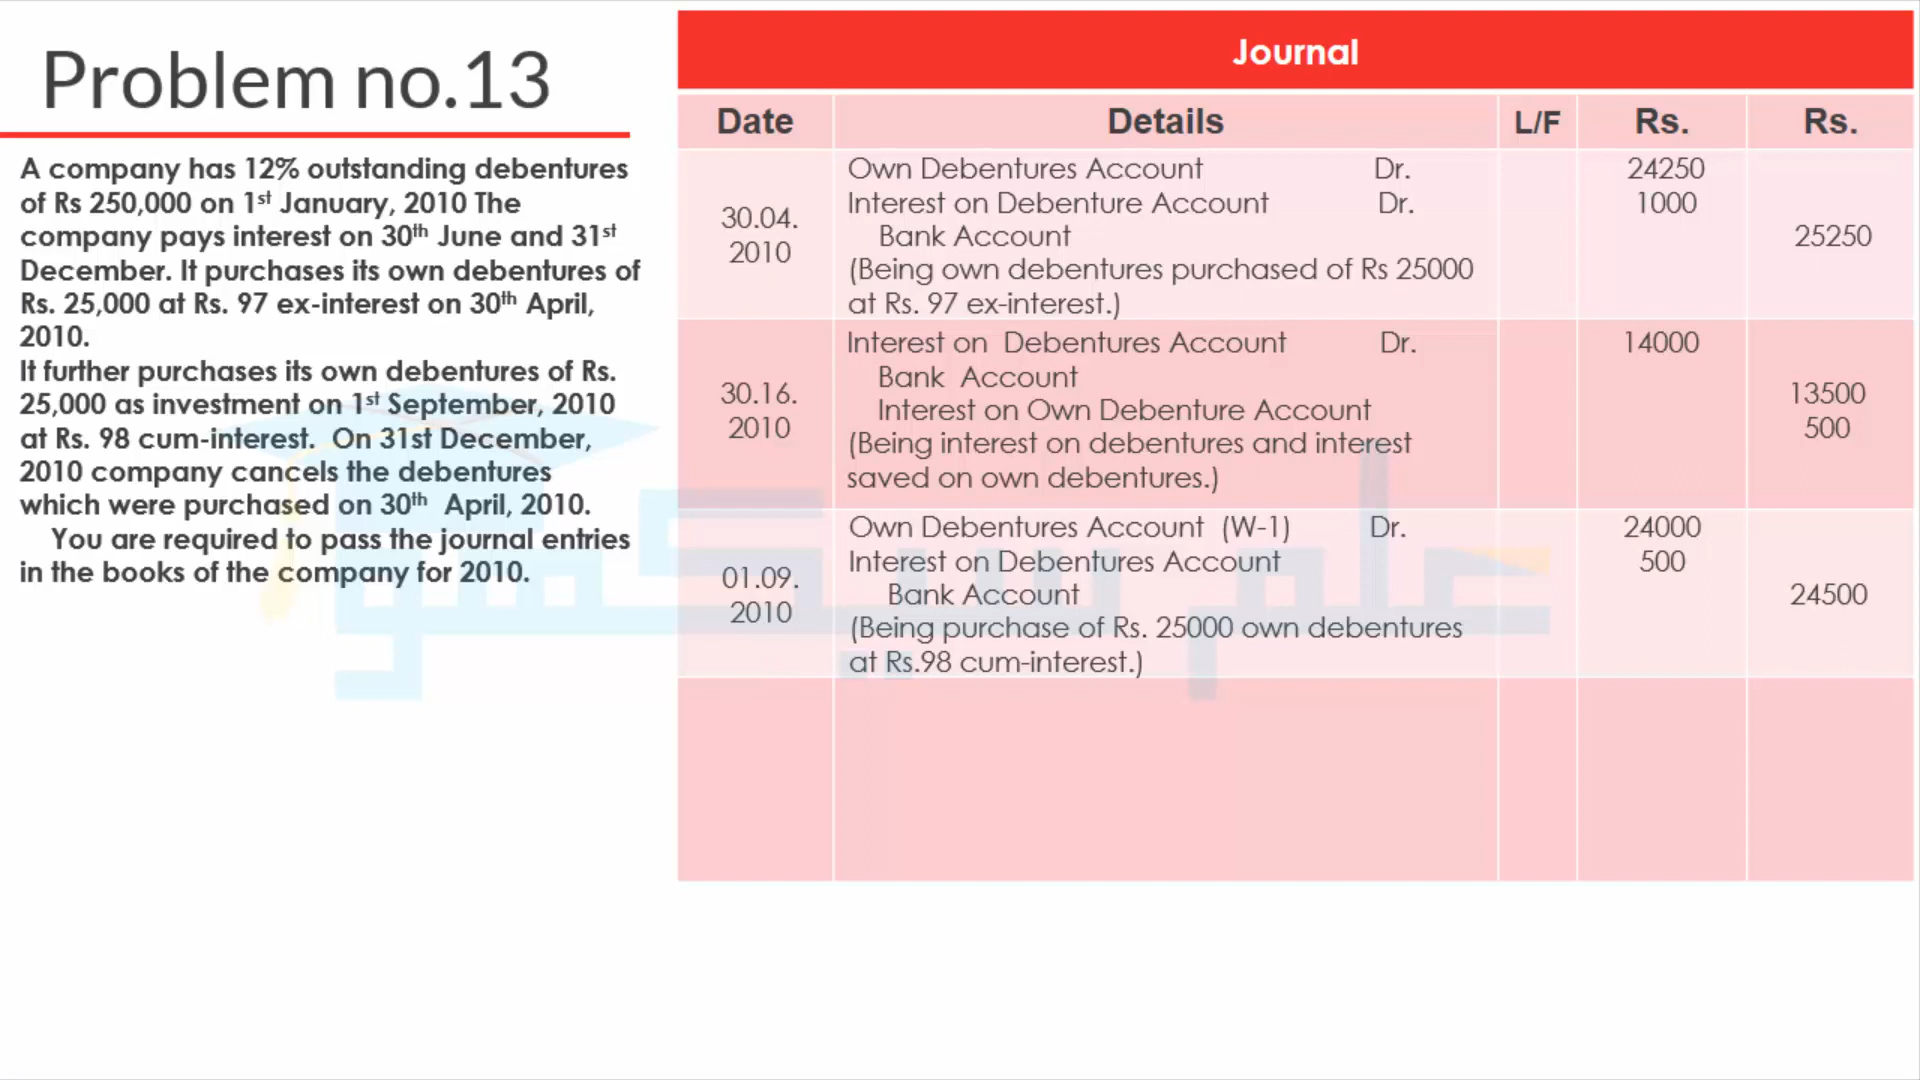 Problem no.13
A company has 12% outstanding debentures
of Rs 250,000 on 1st January, 2010 The
company pays interest on 30th June and 31st
December. It purchases its own debentures of
Rs. 25,000 at Rs. 97 ex-interest on 30th April,
2010.
It further purchases its own debentures of Rs.
25,000 as investment on 1st September, 2010
at Rs. 98 cum-interest. On 31st December,
2010 company cancels the debentures
which were purchased on 30th April, 2010.
You are required to pass the journal entries
in the books of the company for 2010.
Journal
Date Details L/F Rs. Rs.
30.04.
2010
Own Debentures Account Dr. 24250
Interest on Debenture Account Dr. 1000
Bank Account 25250
(Being own debentures purchased of Rs 25000
at Rs. 97 ex-interest.)
30.16.
2010
Interest on Debentures Account Dr. 14000
Bank Account 13500
Interest on Own Debenture Account 500
(Being interest on debentures and interest
saved on own debentures.)
01.09.
2010
Own Debentures Account (W-1) Dr. 24000
Interest on Debentures Account 500
Bank Account 24500
(Being purchase of Rs. 25000 own debentures
at Rs.98 cum-interest.)